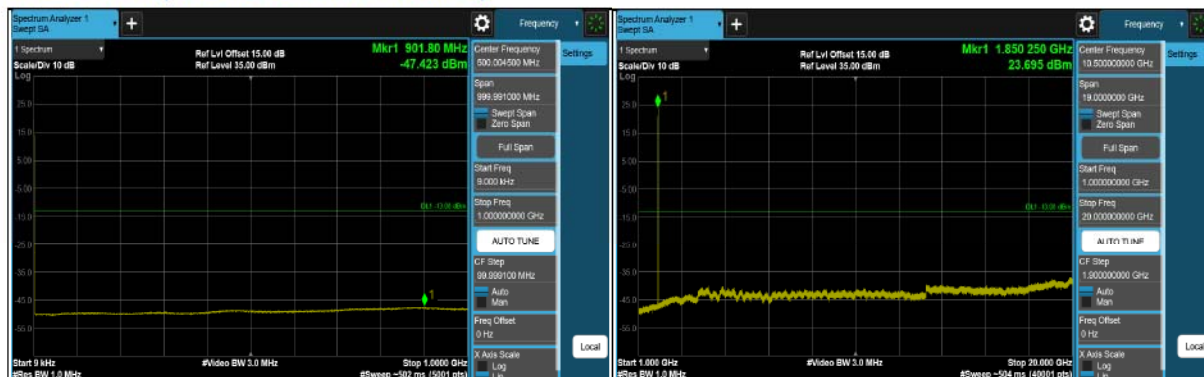 Spectrum Analyzer 1
Swept SA
+
Frequency
1 Spectrum
Scale/Div 10 dB
Log
Ref Lvl Offset 15.00 dB
Ref Level 35.00 dBm
Mkr1 901.80 MHz
-47.423 dBm
25.0
15.0
5.00
-5.00
-15.0
-25.0
-35.0
-45.0
-55.0
1
Start 9 kHz
#Res BW 1.0 MHz
#Video BW 3.0 MHz
Stop 1.0000 GHz
#Sweep ~502 ms (5001 pts)
Center Frequency
500.004500 MHz
Settings
Span
999.991000 MHz
Swept Span
Zero Span
Full Span
Start Freq
9.000 kHz
Stop Freq
1.000000000 GHz
AUTO TUNE
CF Step
99.999100 MHz
Auto
Man
Freq Offset
0 Hz
X Axis Scale
Log
Lin
Local
Spectrum Analyzer 1
Swept SA
+
Frequency
1 Spectrum
Scale/Div 10 dB
Log
Ref Lvl Offset 15.00 dB
Ref Level 35.00 dBm
Mkr1 1.850 250 GHz
23.695 dBm
1
25.0
15.0
5.00
-5.00
-15.0
-25.0
-35.0
-45.0
-55.0
Start 1.000 GHz
#Res BW 1.0 MHz
#Video BW 3.0 MHz
Stop 20.000 GHz
#Sweep ~504 ms (40001 pts)
Center Frequency
10.500000000 GHz
Settings
Span
19.0000000 GHz
Swept Span
Zero Span
Full Span
Start Freq
1.000000000 GHz
Stop Freq
20.000000000 GHz
AUTO TUNE
CF Step
1.900000000 GHz
Auto
Man
Freq Offset
0 Hz
X Axis Scale
Log
Lin
Local